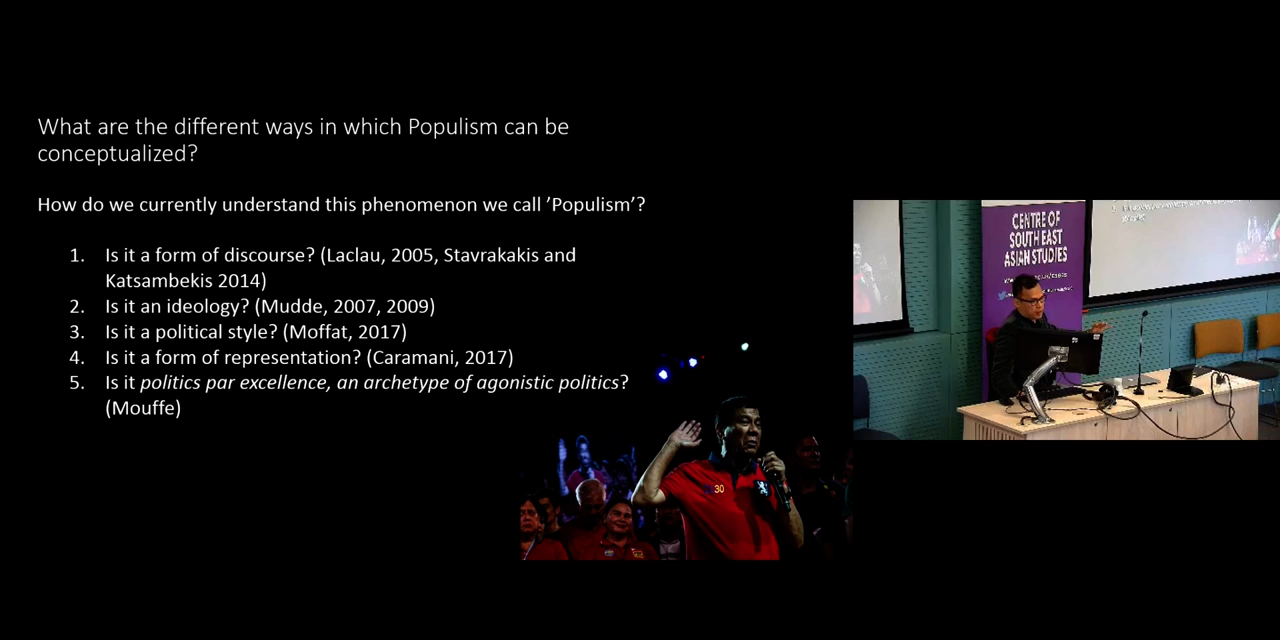 What are the different ways in which Populism can be
conceptualized?
How do we currently understand this phenomenon we call ’Populism’?
1. Is it a form of discourse? (Laclau, 2005, Stavrakakis and
Katsambekis 2014)
2. Is it an ideology? (Mudde, 2007, 2009)
3. Is it a political style? (Moffat, 2017)
4. Is it a form of representation? (Caramani, 2017)
5. Is it politics par excellence, an archetype of agonistic politics?
(Mouffe)
30
CENTRE OF
SOUTH EAST
ASIAN STUDIES